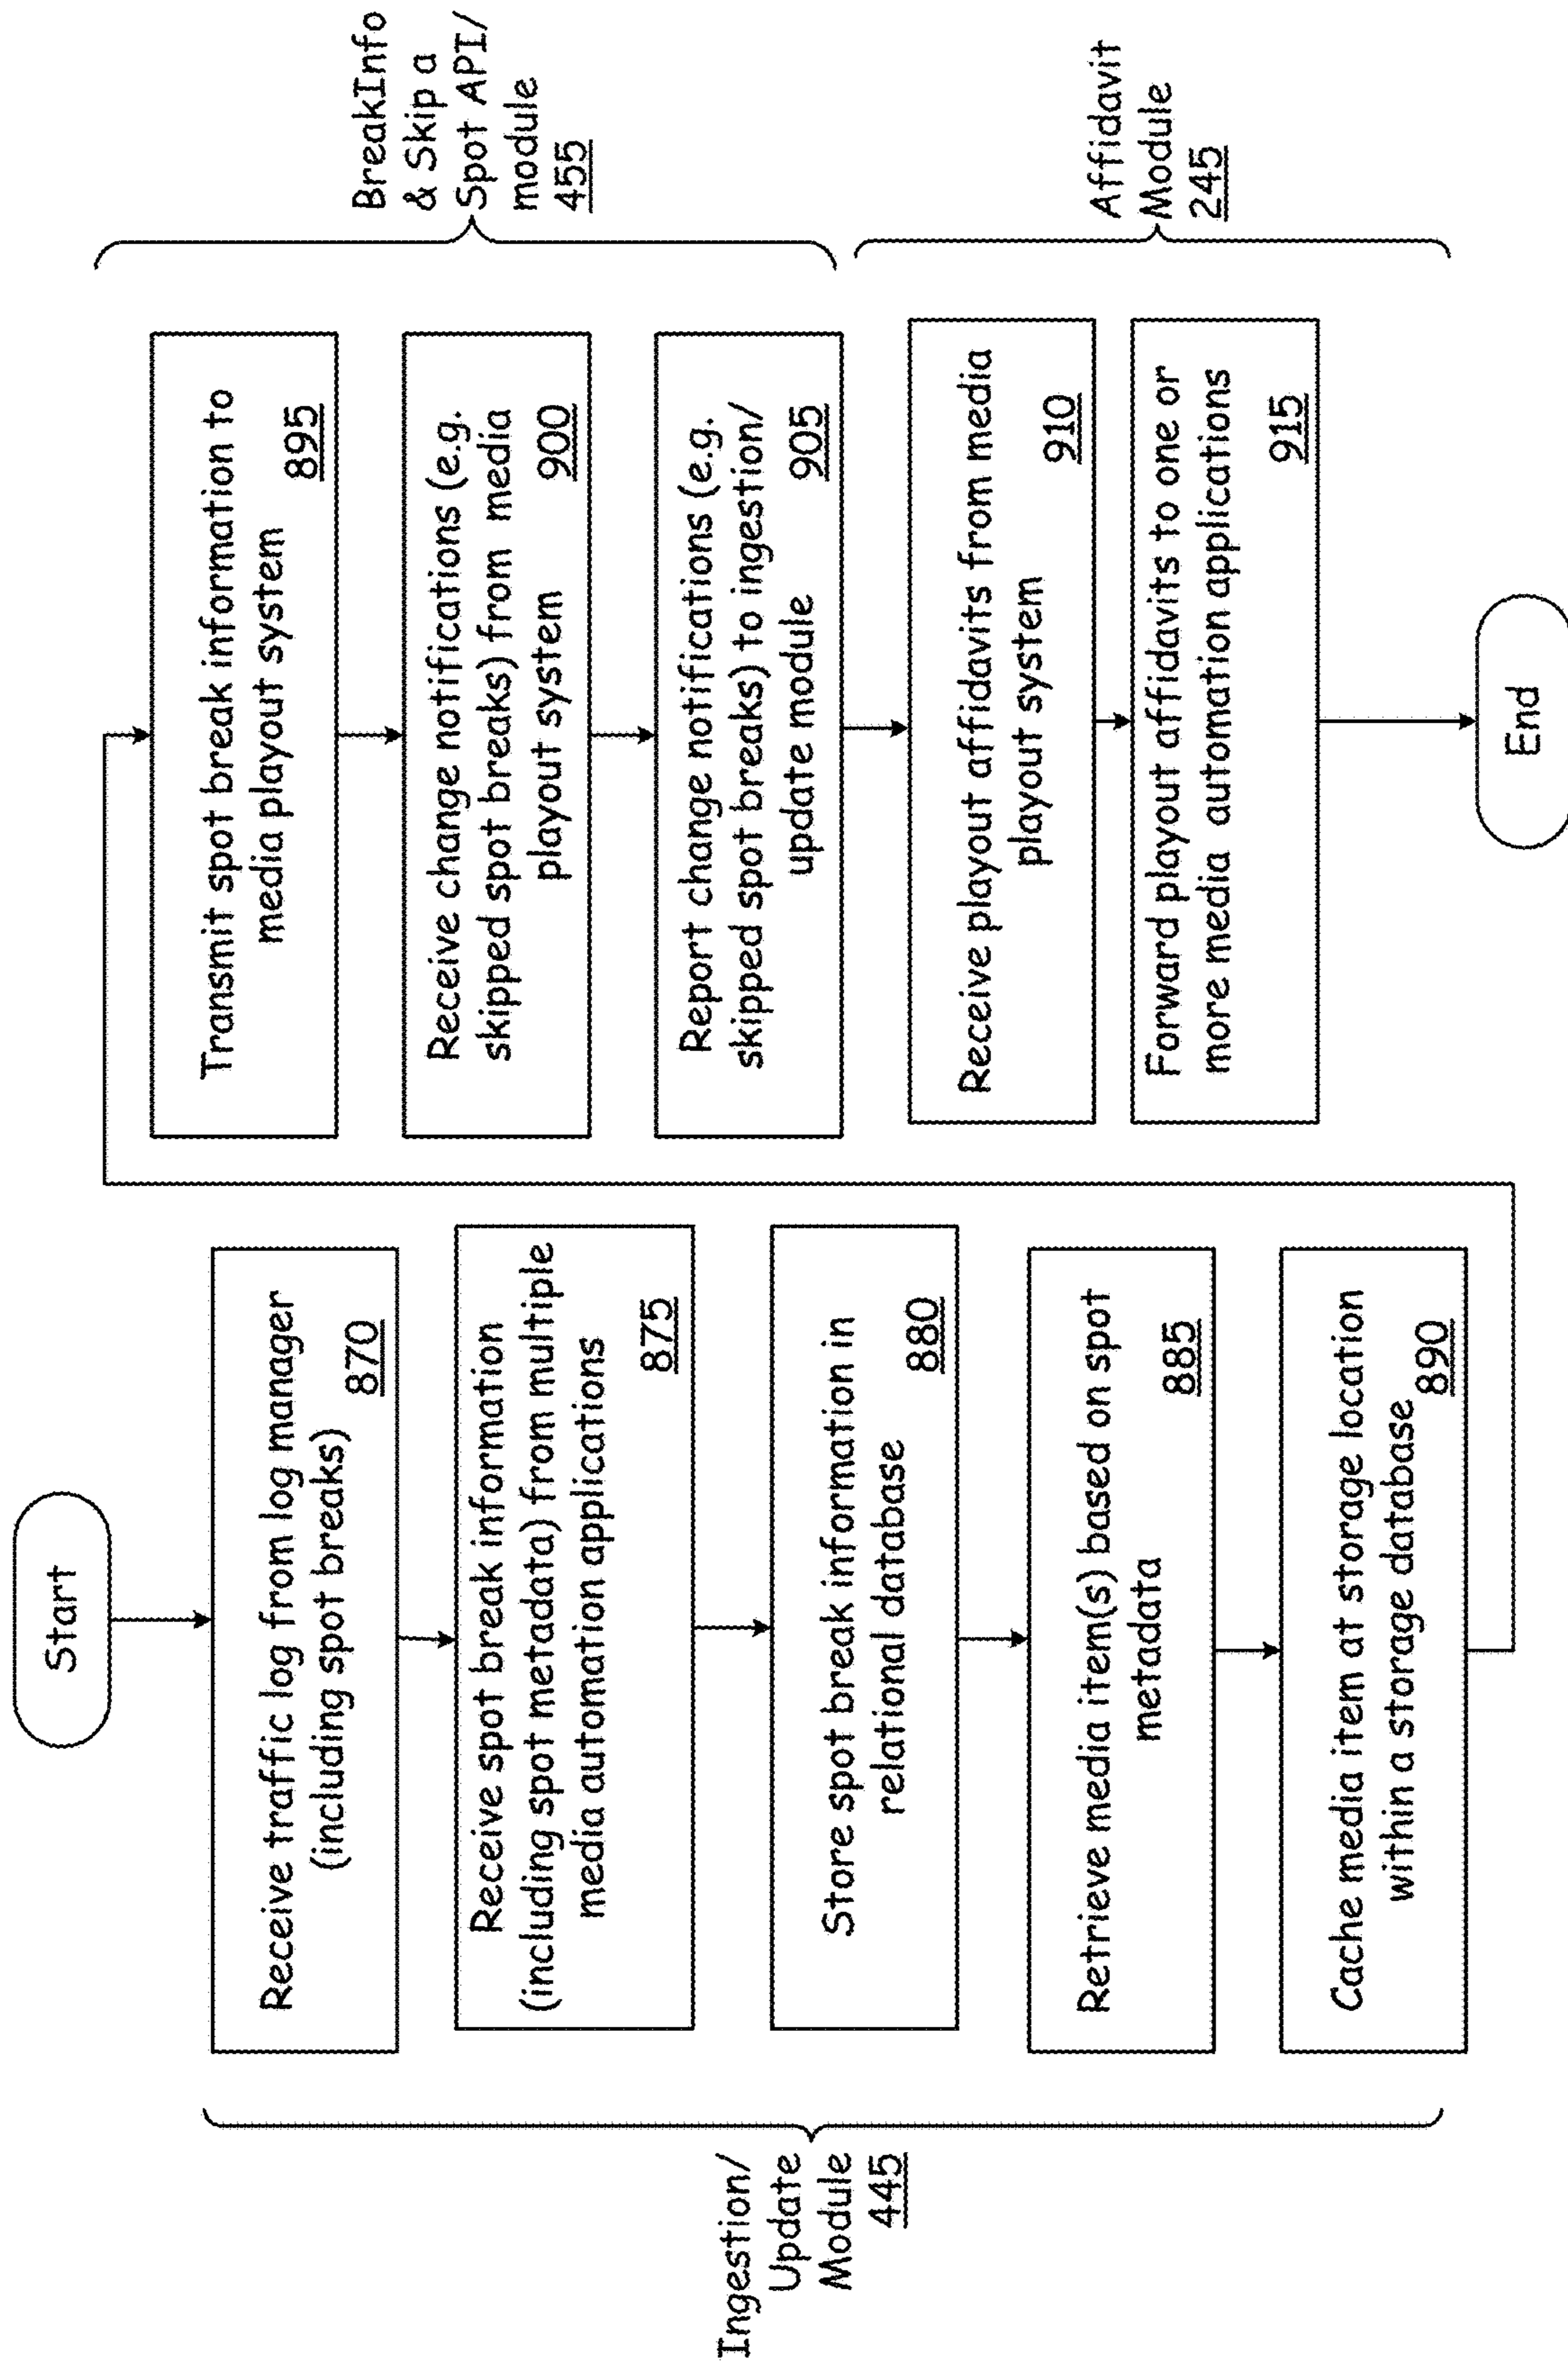 Start
Receive traffic log from log manager
(including spot breaks)
870
Receive spot break information
(including spot metadata) from multiple
media automation applications
875
Store spot break information in
relational database
880
Retrieve media item(s) based on spot
metadata
885
Cache media item at storage location
within a storage database
890
Ingestion/
Update
Module
445
Transmit spot break information to
media playout system
895
Receive change notifications (e.g.
skipped spot breaks) from media
playout system
900
Report change notifications (e.g.
skipped spot breaks) to ingestion/
update module
905
Receive playout affidavits from media
playout system
910
Forward playout affidavits to one or
more media automation applications
915
End
BreakInfo
& Skip a
Spot API/
module
455
Affidavit
Module
245